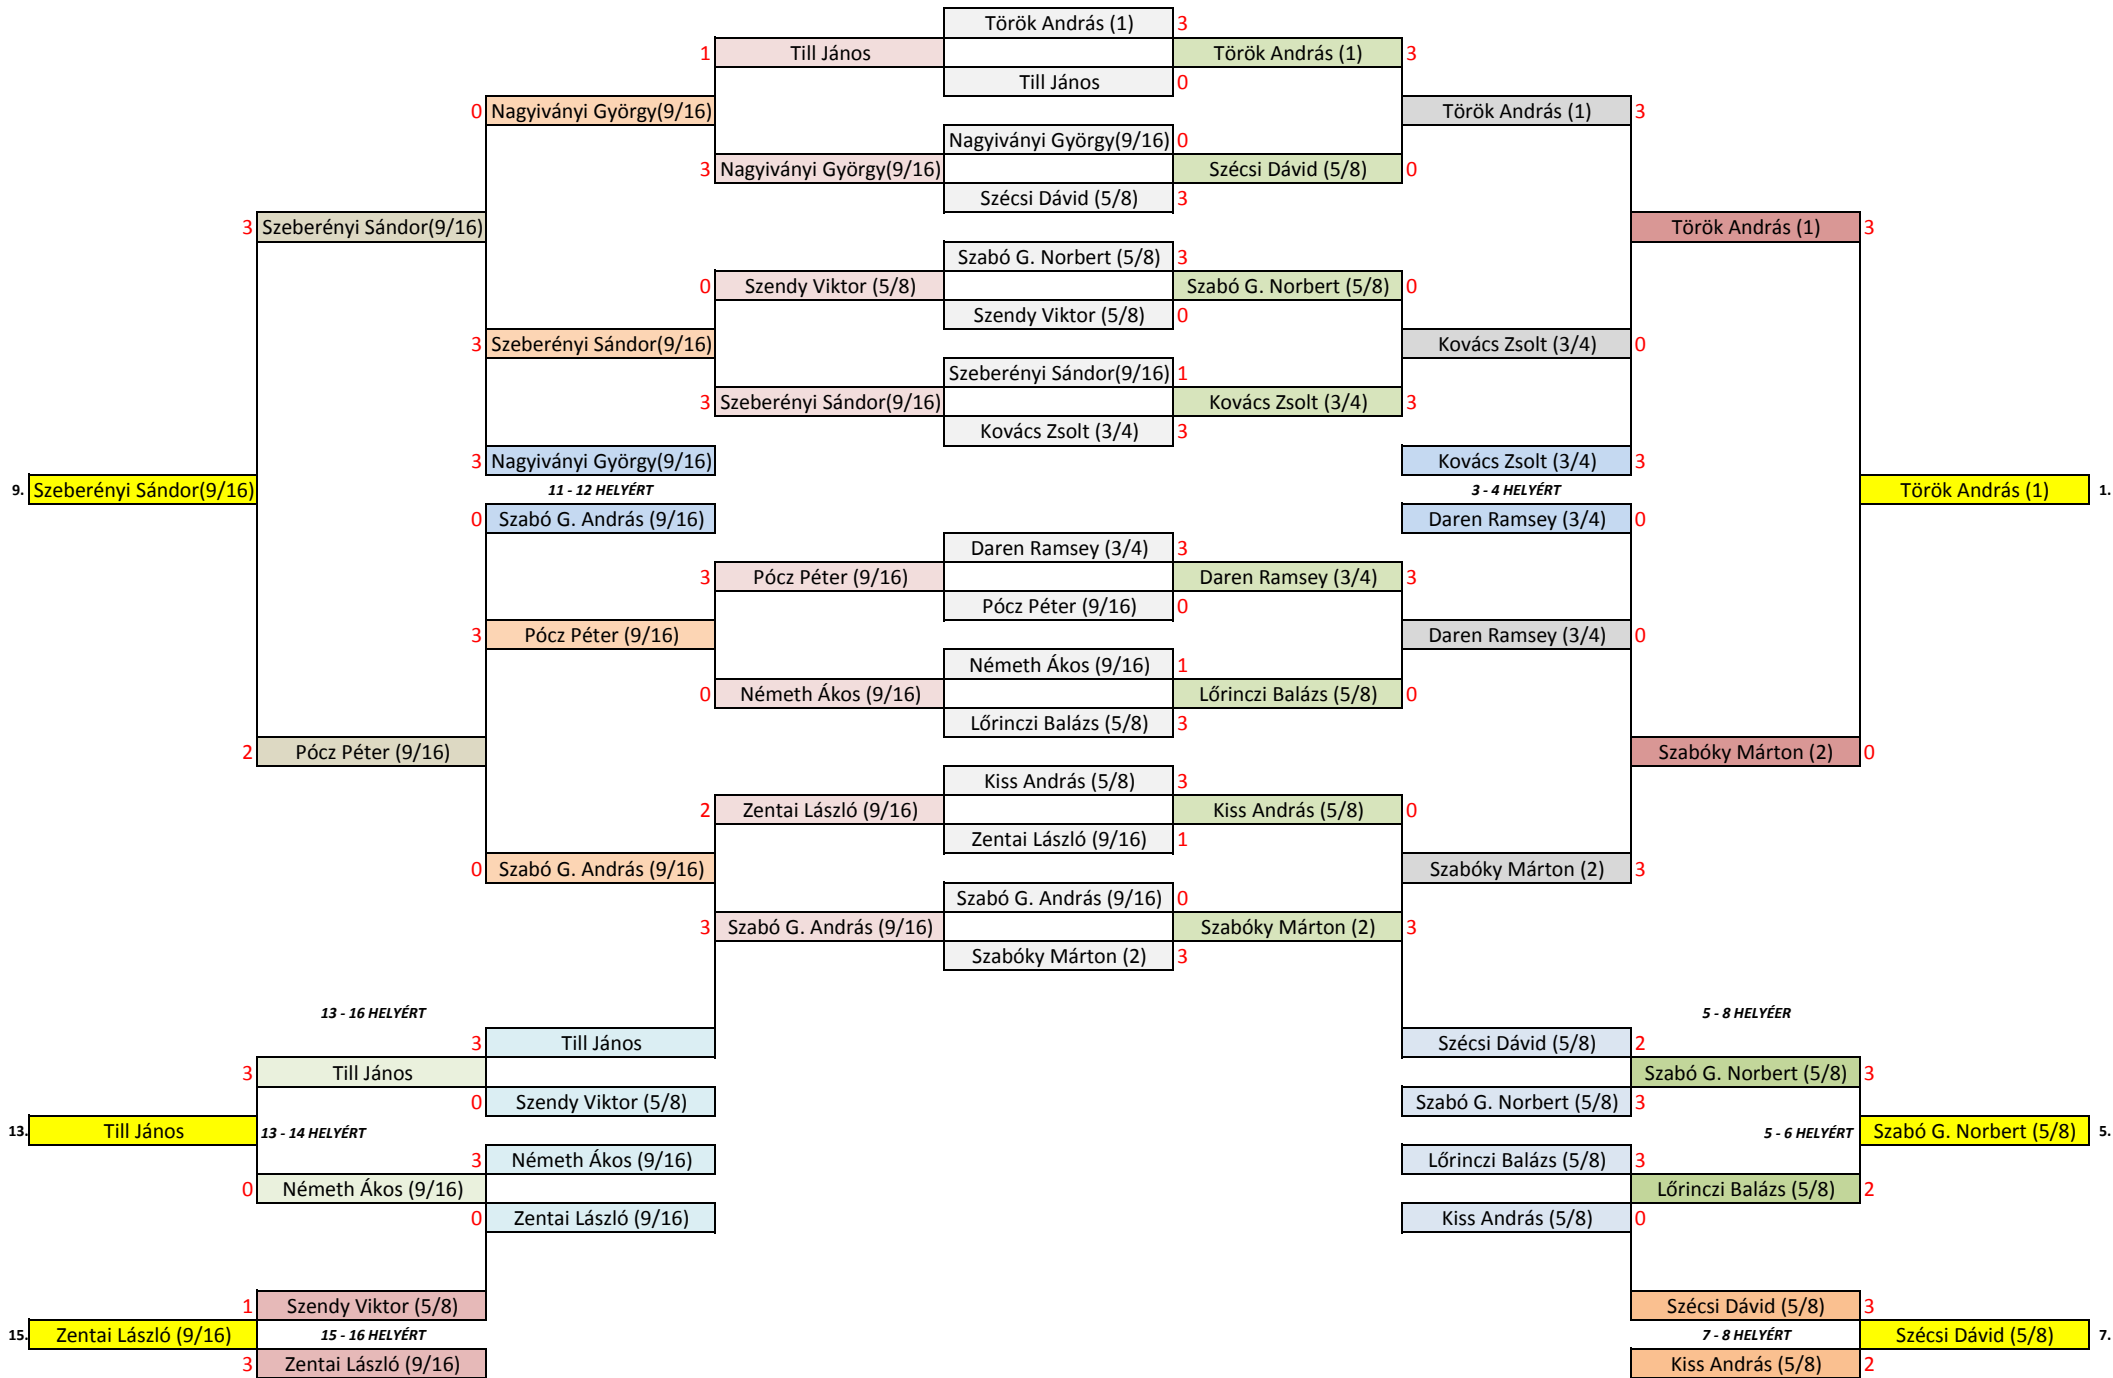 Török András (1) 3
1 Till János Török András (1) 3
Till János 0
0 Nagyiványi György(9/16) Török András (1) 3
Nagyiványi György(9/16) 0
3 Nagyiványi György(9/16) Szécsi Dávid (5/8) 0
Szécsi Dávid (5/8) 3
3 Szeberényi Sándor(9/16) Török András (1) 3
Szabó G. Norbert (5/8) 3
0 Szendy Viktor (5/8) Szabó G. Norbert (5/8) 0
Szendy Viktor (5/8) 0
3 Szeberényi Sándor(9/16) Kovács Zsolt (3/4) 0
Szeberényi Sándor(9/16) 1
3 Szeberényi Sándor(9/16) Kovács Zsolt (3/4) 3
Kovács Zsolt (3/4) 3
3 Nagyiványi György(9/16) Kovács Zsolt (3/4) 3
9. Szeberényi Sándor(9/16) 11 - 12 HELYÉRT 3 - 4 HELYÉRT Török András (1) 1.
0 Szabó G. András (9/16) Daren Ramsey (3/4) 0
Daren Ramsey (3/4) 3
3 Pócz Péter (9/16) Daren Ramsey (3/4) 3
Pócz Péter (9/16) 0
3 Pócz Péter (9/16) Daren Ramsey (3/4) 0
Németh Ákos (9/16) 1
0 Németh Ákos (9/16) Lőrinczi Balázs (5/8) 0
Lőrinczi Balázs (5/8) 3
2 Pócz Péter (9/16) Szabóky Márton (2) 0
Kiss András (5/8) 3
2 Zentai László (9/16) Kiss András (5/8) 0
Zentai László (9/16) 1
0 Szabó G. András (9/16) Szabóky Márton (2) 3
Szabó G. András (9/16) 0
3 Szabó G. András (9/16) Szabóky Márton (2) 3
Szabóky Márton (2) 3
13 - 16 HELYÉRT 5 - 8 HELYÉER
3 Till János Szécsi Dávid (5/8) 2
3 Till János Szabó G. Norbert (5/8) 3
0 Szendy Viktor (5/8) Szabó G. Norbert (5/8) 3
13. Till János 13 - 14 HELYÉRT 5 - 6 HELYÉRT Szabó G. Norbert (5/8) 5.
3 Németh Ákos (9/16) Lőrinczi Balázs (5/8) 3
0 Németh Ákos (9/16) Lőrinczi Balázs (5/8) 2
0 Zentai László (9/16) Kiss András (5/8) 0
1 Szendy Viktor (5/8) Szécsi Dávid (5/8) 3
15. Zentai László (9/16) 15 - 16 HELYÉRT 7 - 8 HELYÉRT Szécsi Dávid (5/8) 7.
3 Zentai László (9/16) Kiss András (5/8) 2